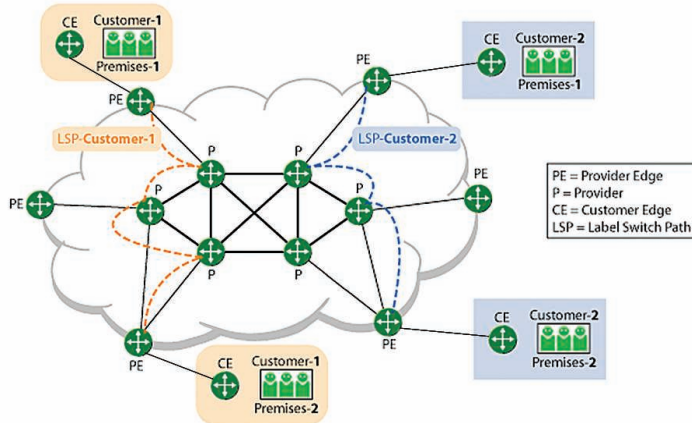 CE
Customer-1
Premises-1
CE
Customer-2
Premises-1
PE
PE
LSP-Customer-1
LSP-Customer-2
P
P
PE
P
P
PE
P
P
PE = Provider Edge
P = Provider
CE = Customer Edge
LSP = Label Switch Path
PE
PE
CE
Customer-1
Premises-2
CE
Customer-2
Premises-2